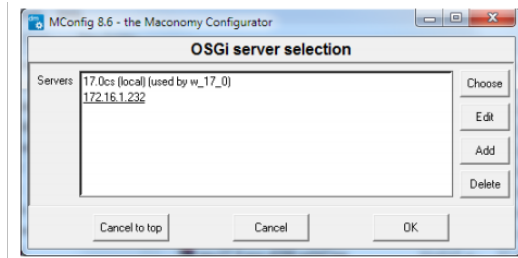 MConfig 8.6 - the Maconomy Configurator
OSGi server selection
Servers
17.0cs (local) (used by w_17_0)
172.16.1.232
Choose
Edit
Add
Delete
Cancel to top
Cancel
OK